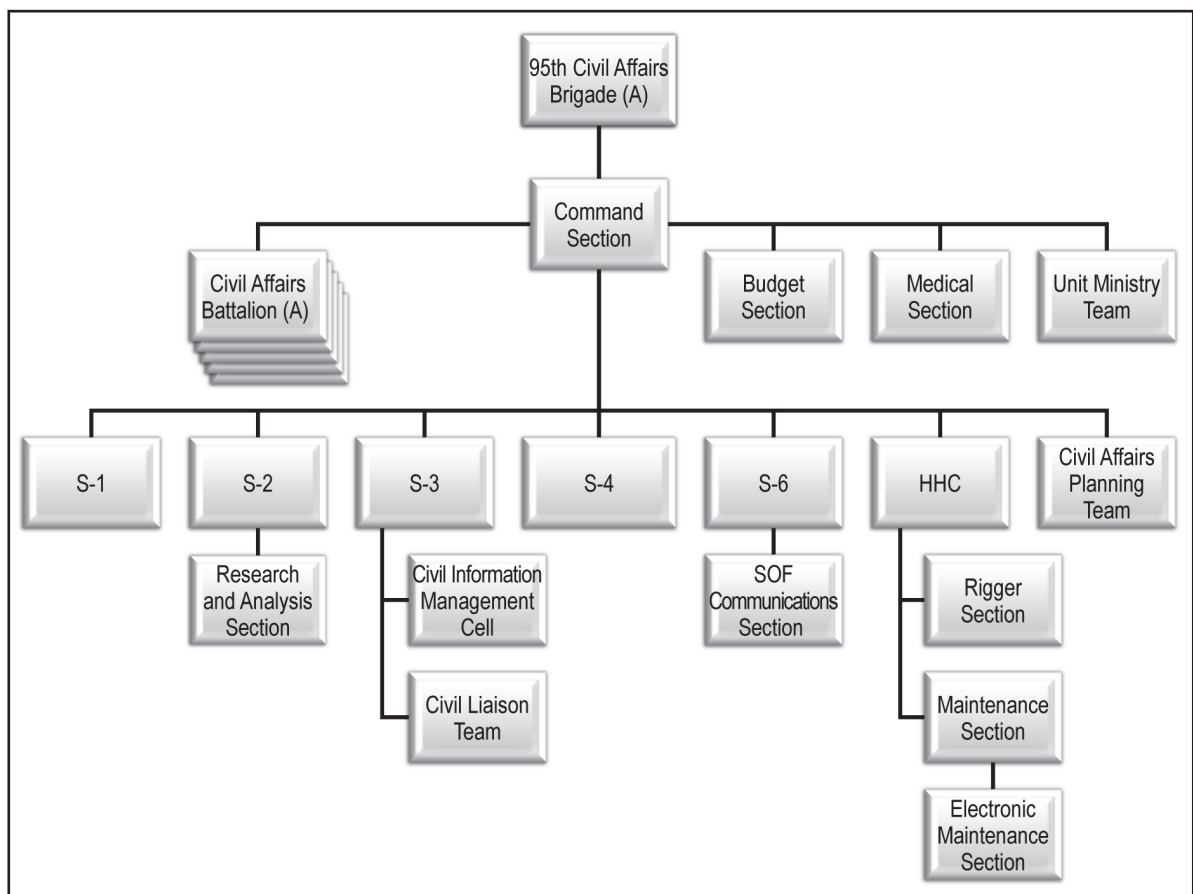 95th Civil Affairs
Brigade (A)
Command
Section
Civil Affairs
Battalion (A)
Budget
Section
Medical
Section
Unit Ministry
Team
S-1
S-2
S-3
S-4
S-6
HHC
Civil Affairs
Planning
Team
Research
and Analysis
Section
Civil Information
Management
Cell
SOF
Communications
Section
Rigger
Section
Civil Liaison
Team
Maintenance
Section
Electronic
Maintenance
Section